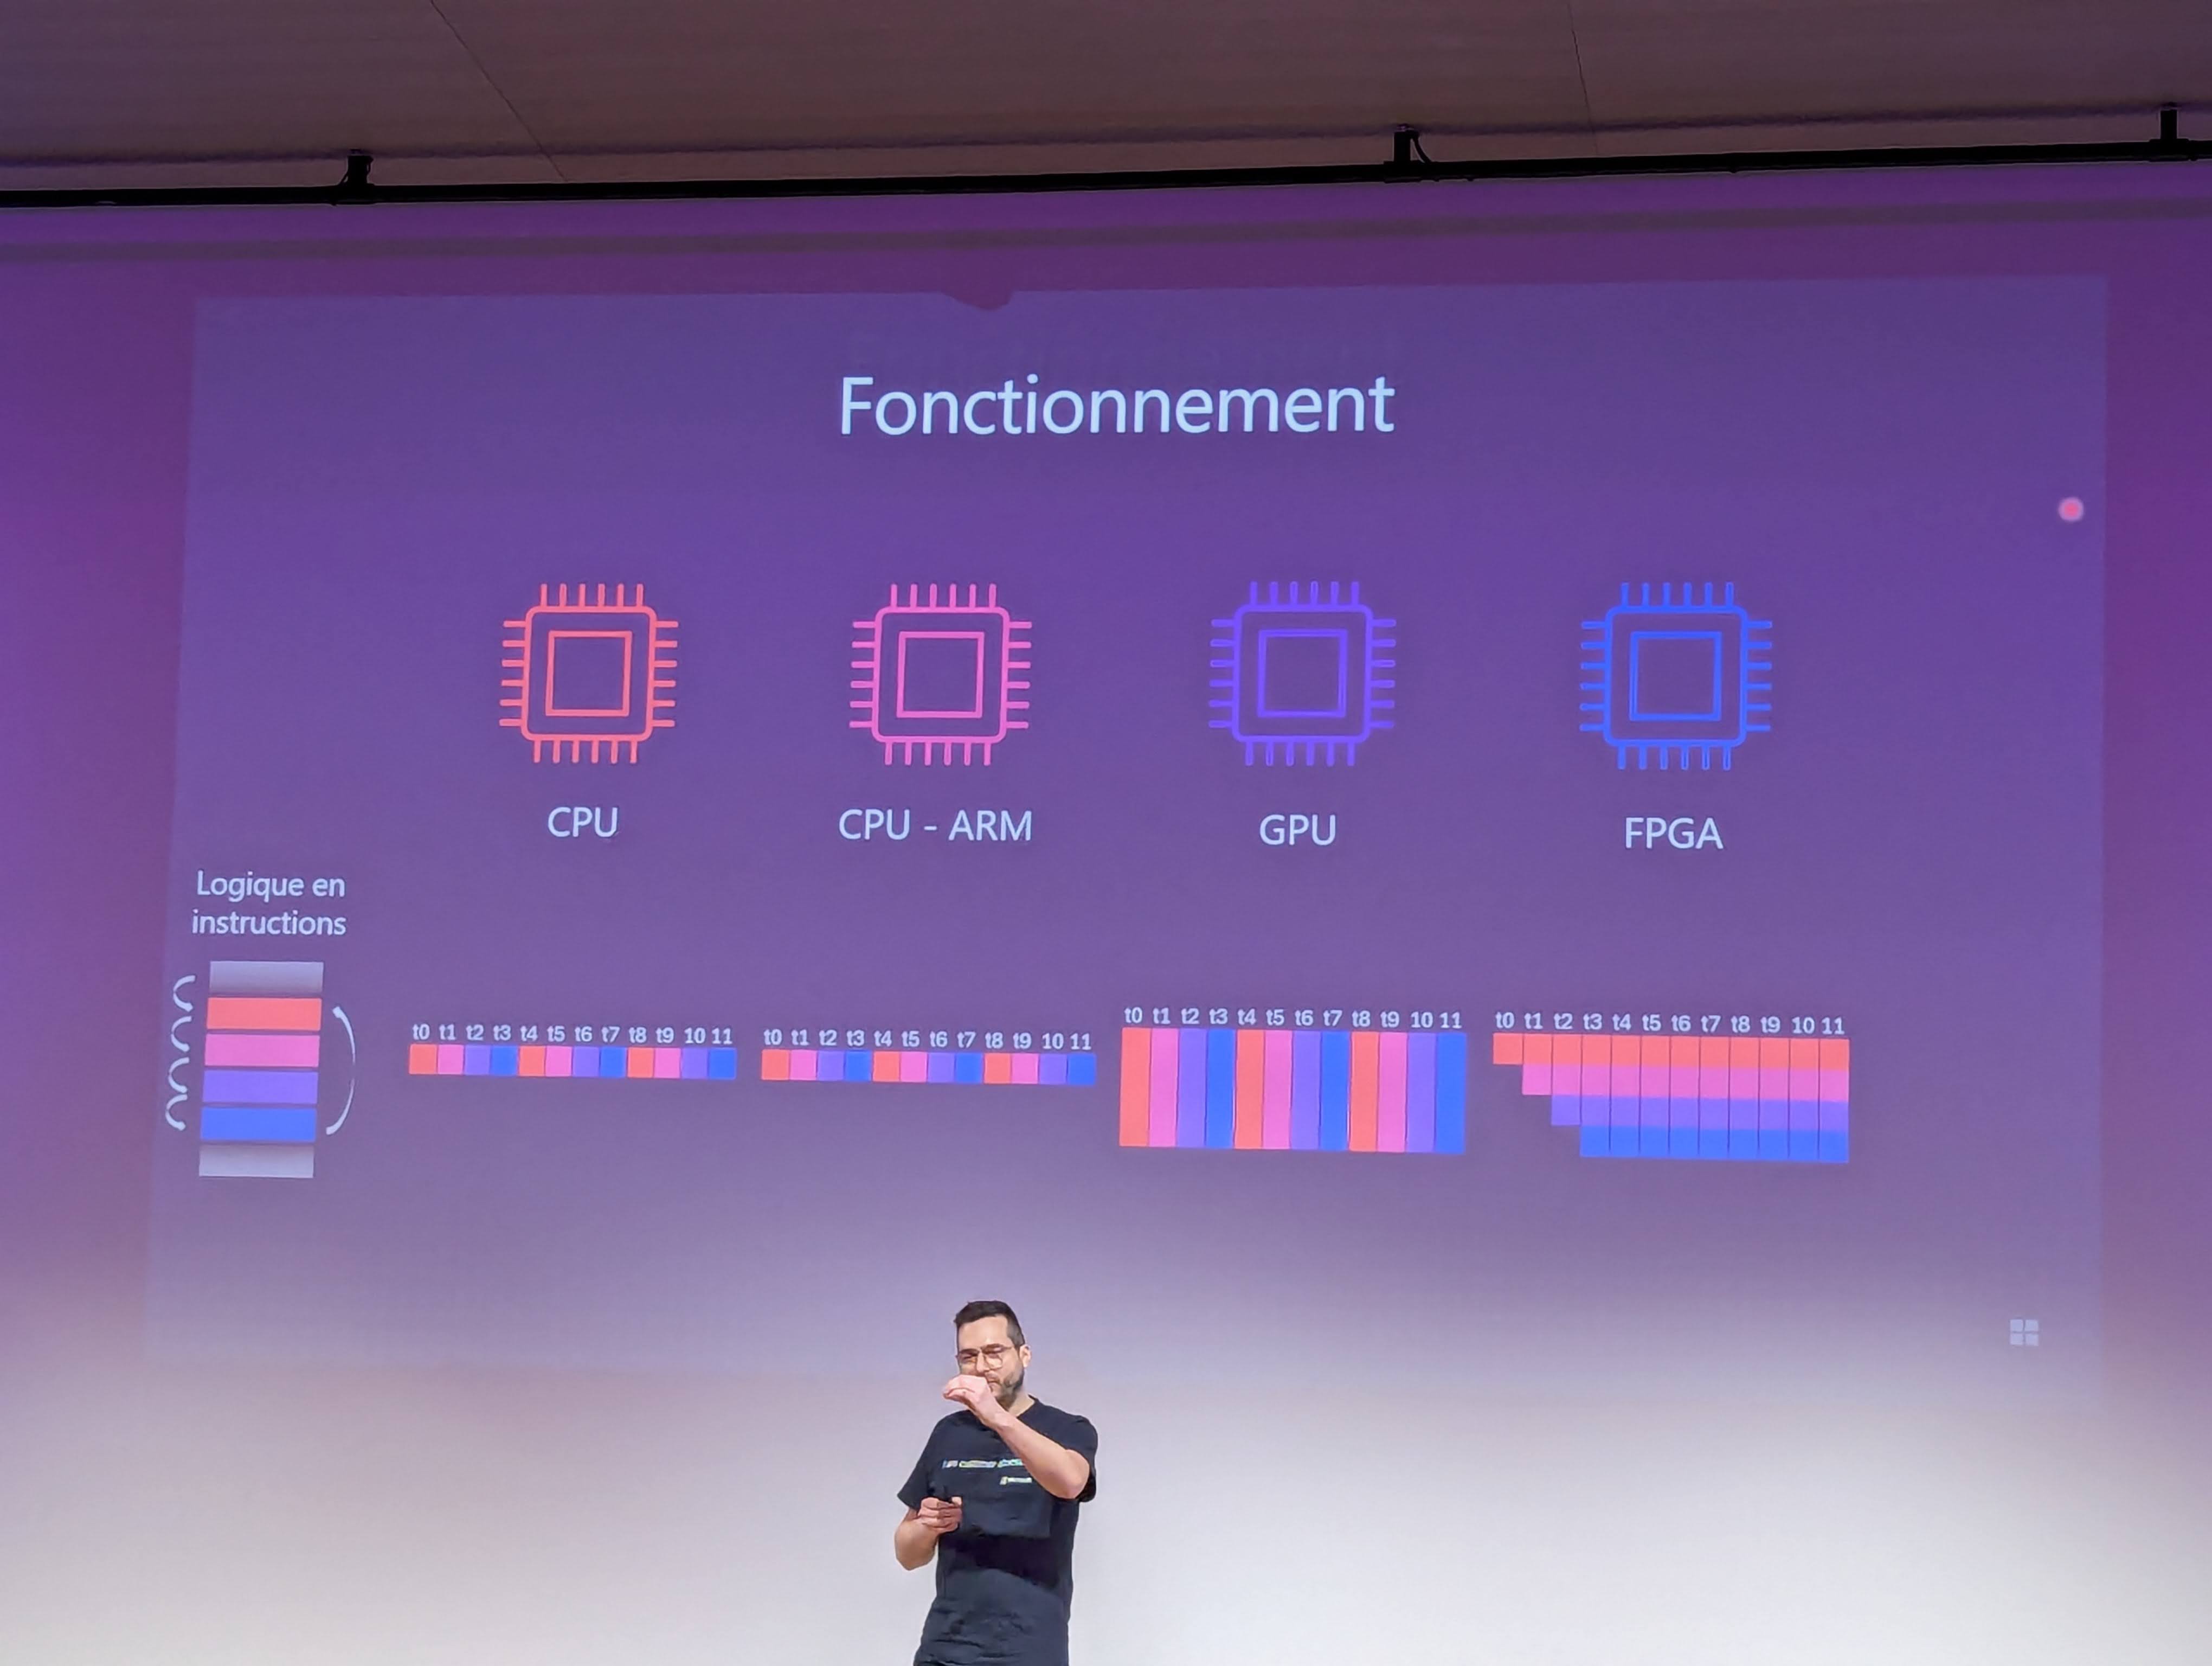 Fonctionnement
CPU
CPU - ARM
GPU
FPGA
Logique en
instructions
t0 t1 t2 t3 t4 t5 t6 t7 t8 t9 10 11
t0 t1 t2 t3 t4 t5 t6 t7 t8 t9 10 11
t0 t1 t2 t3 t4 t5 t6 t7 t8 t9 10 11
t0 t1 t2 t3 t4 t5 t6 t7 t8 t9 10 11